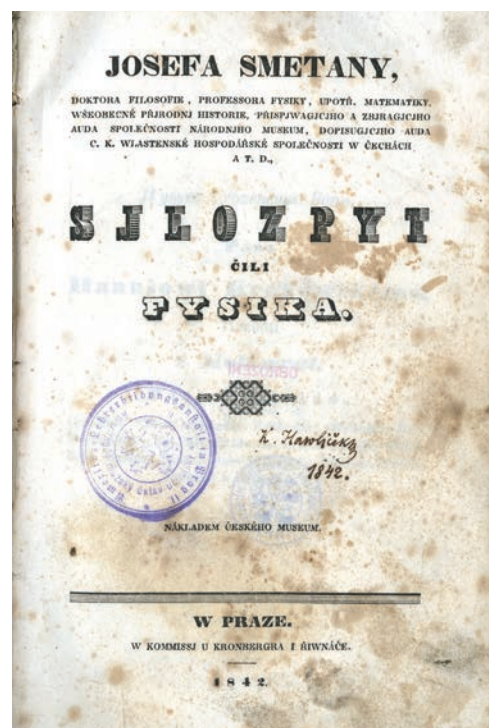 JOSEFA SMETANY,
DOKTORA FILOSOFIE, PROFESSORA FYSIKY, UPOTŘ. MATEMATIKY,
WŠEOBECNÉ PŘJRODNJ HISTORIE, PŘISPJWAGJCJHO A ZBJRAGJCJHO
AUDA SPOLEČNOSTI NÁRODNJHO MUSEUM, DOPISUGJCJHO AUDA
C. K. WLASTENSKÉ HOSPODÁŘSKÉ SPOLEČNOSTI W ČECHÁCH
A T. D.,
SJLOZPYT
ČILI
FYSIKA.
K. Hawljček
1842.
NÁKLADEM ČESKÉHO MUSEUM.
W PRAZE.
W KOMMISSJ U KRONBERGRA I ŘIWNÁČE.
1842.